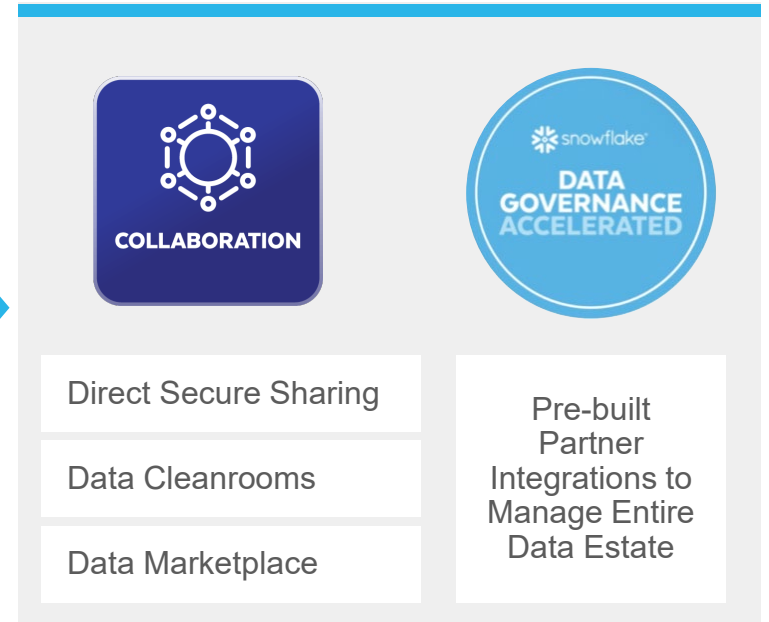 COLLABORATION
snowflake®
DATA
GOVERNANCE
ACCELERATED
Direct Secure Sharing
Data Cleanrooms
Data Marketplace
Pre-built
Partner
Integrations to
Manage Entire
Data Estate